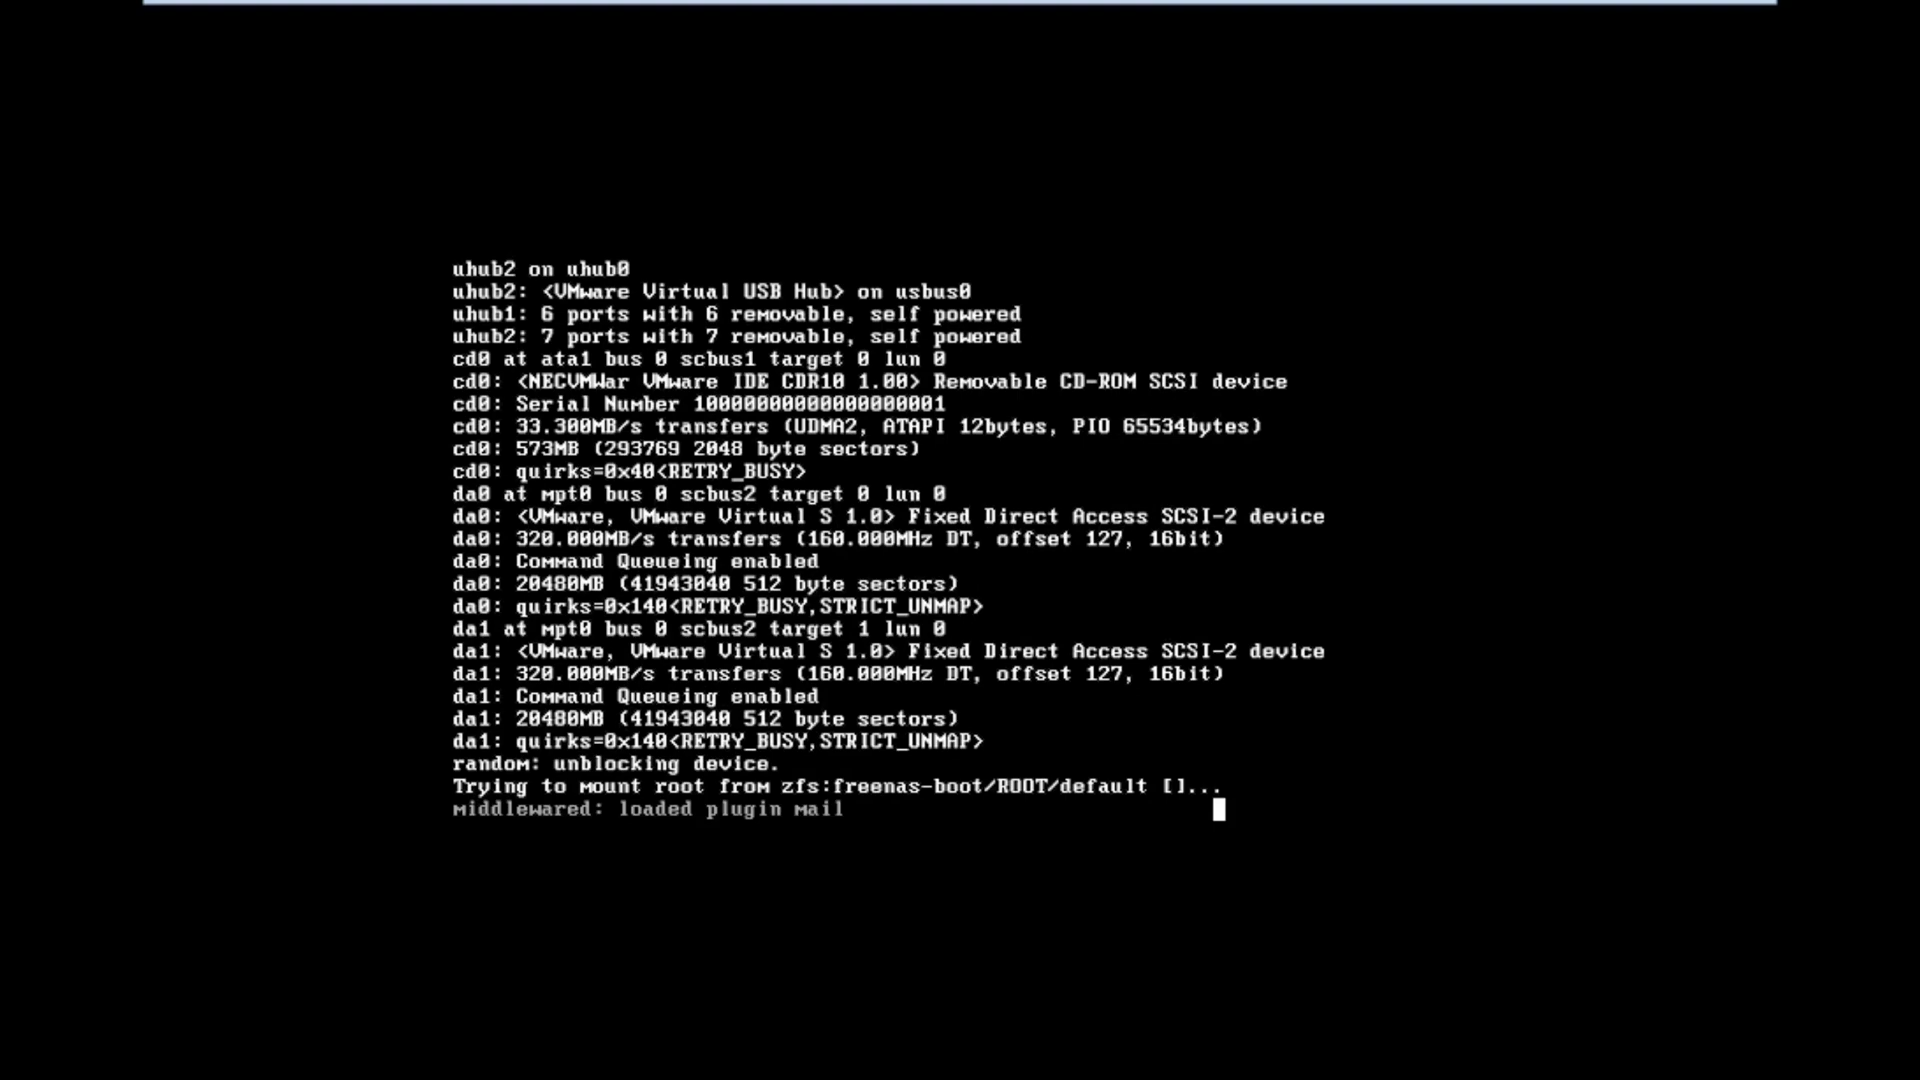 uhub2 on uhub0
uhub2: <VMware Virtual USB Hub> on usbus0
uhub1: 6 ports with 6 removable, self powered
uhub2: 7 ports with 7 removable, self powered
cd0 at ata1 bus 0 scbus1 target 0 lun 0
cd0: <NECVMWar VMware IDE CDR10 1.00> Removable CD-ROM SCSI device
cd0: Serial Number 10000000000000000001
cd0: 33.300MB/s transfers (UDMA2, ATAPI 12bytes, PIO 65534bytes)
cd0: 573MB (293769 2048 byte sectors)
cd0: quirks=0x40<RETRY_BUSY>
da0 at mpt0 bus 0 scbus2 target 0 lun 0
da0: <VMware, VMware Virtual S 1.0> Fixed Direct Access SCSI-2 device
da0: 320.000MB/s transfers (160.000MHz DT, offset 127, 16bit)
da0: Command Queueing enabled
da0: 20480MB (41943040 512 byte sectors)
da0: quirks=0x140<RETRY_BUSY,STRICT_UNMAP>
da1 at mpt0 bus 0 scbus2 target 1 lun 0
da1: <VMware, VMware Virtual S 1.0> Fixed Direct Access SCSI-2 device
da1: 320.000MB/s transfers (160.000MHz DT, offset 127, 16bit)
da1: Command Queueing enabled
da1: 20480MB (41943040 512 byte sectors)
da1: quirks=0x140<RETRY_BUSY,STRICT_UNMAP>
random: unblocking device.
Trying to mount root from zfs:freenas-boot/ROOT/default []...
middlewared: loaded plugin mail